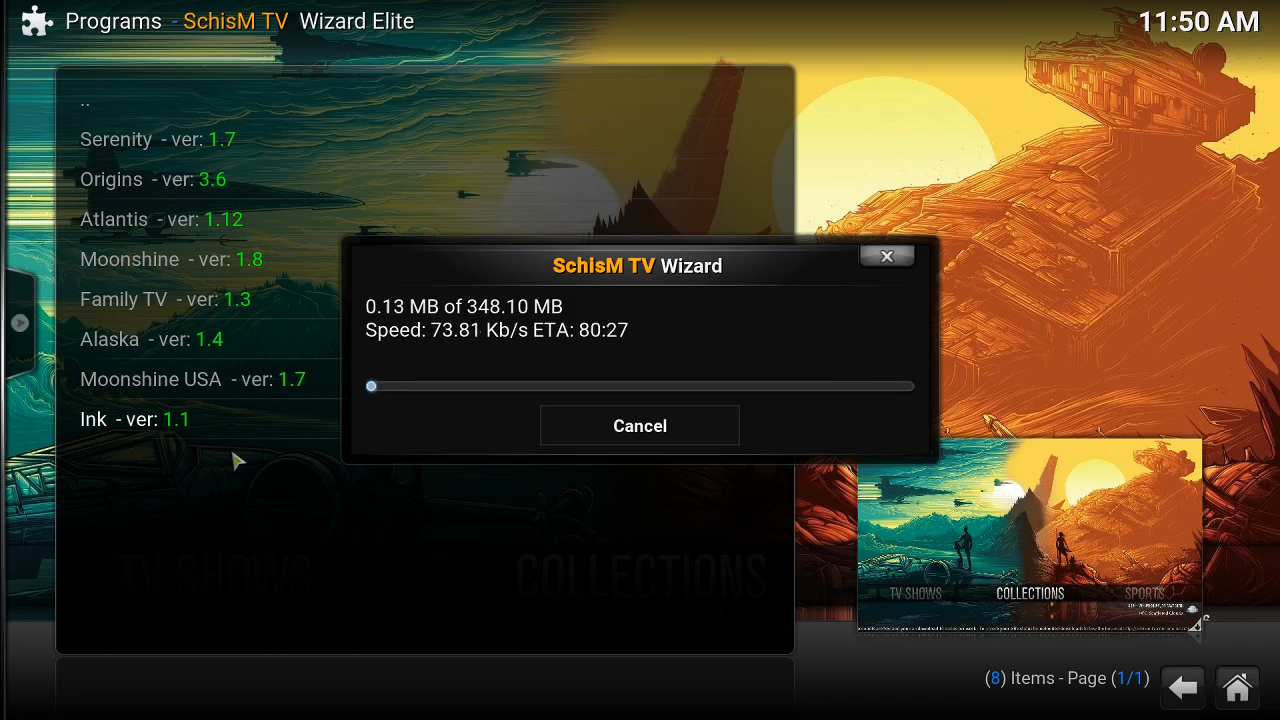 Programs - SchisM TV Wizard Elite
11:50 AM
..
Serenity - ver: 1.7
Origins - ver: 3.6
Atlantis - ver: 1.12
Moonshine - ver: 1.8
Family TV - ver: 1.3
Alaska - ver: 1.4
Moonshine USA - ver: 1.7
Ink - ver: 1.1
SchisM TV Wizard
0.13 MB of 348.10 MB
Speed: 73.81 Kb/s ETA: 80:27
Cancel
TV SHOWS
COLLECTIONS
TV SHOWS
COLLECTIONS
SPORTS
(8) Items - Page (1/1)